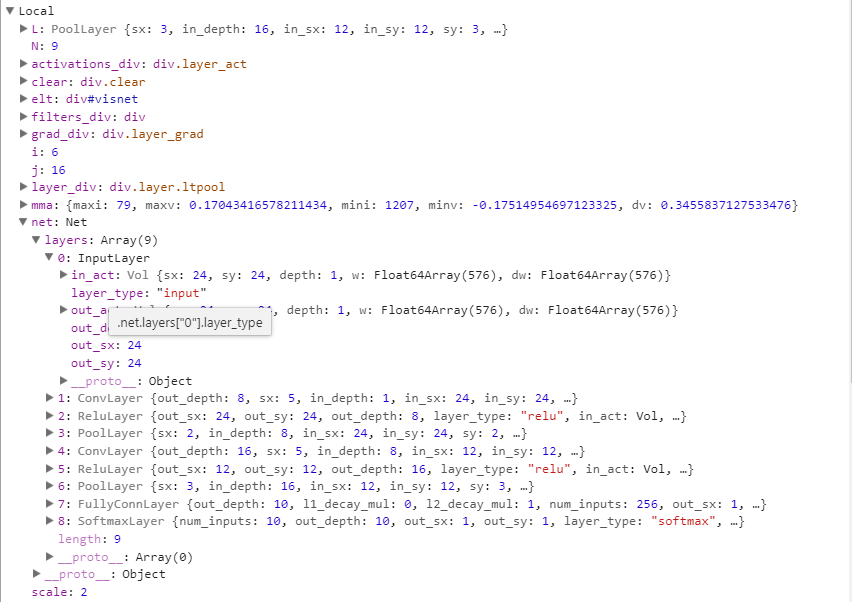 Local
L: PoolLayer {sx: 3, in_depth: 16, in_sx: 12, in_sy: 12, sy: 3, …}
N: 9
activations_div: div.layer_act
clear: div.clear
elt: div#visnet
filters_div: div
grad_div: div.layer_grad
i: 6
j: 16
layer_div: div.layer.ltpool
mma: {maxi: 79, maxv: 0.17043416578211434, mini: 1207, minv: -0.17514954697123325, dv: 0.3455837127533476}
net: Net
layers: Array(9)
0: InputLayer
in_act: Vol {sx: 24, sy: 24, depth: 1, w: Float64Array(576), dw: Float64Array(576)}
layer_type: "input"
depth: 1, w: Float64Array(576), dw: Float64Array(576)}
.net.layers["0"].layer_type
out_sx: 24
out_sy: 24
__proto__: Object
1: ConvLayer {out_depth: 8, sx: 5, in_depth: 1, in_sx: 24, in_sy: 24, …}
2: ReluLayer {out_sx: 24, out_sy: 24, out_depth: 8, layer_type: "relu", in_act: Vol, …}
3: PoolLayer {sx: 2, in_depth: 8, in_sx: 24, in_sy: 24, sy: 2, …}
4: ConvLayer {out_depth: 16, sx: 5, in_depth: 8, in_sx: 12, in_sy: 12, …}
5: ReluLayer {out_sx: 12, out_sy: 12, out_depth: 16, layer_type: "relu", in_act: Vol, …}
6: PoolLayer {sx: 3, in_depth: 16, in_sx: 12, in_sy: 12, sy: 3, …}
7: FullyConnLayer {out_depth: 10, l1_decay_mul: 0, l2_decay_mul: 1, num_inputs: 256, out_sx: 1, …}
8: SoftmaxLayer {num_inputs: 10, out_depth: 10, out_sx: 1, out_sy: 1, layer_type: "softmax", …}
length: 9
__proto__: Array(0)
__proto__: Object
scale: 2